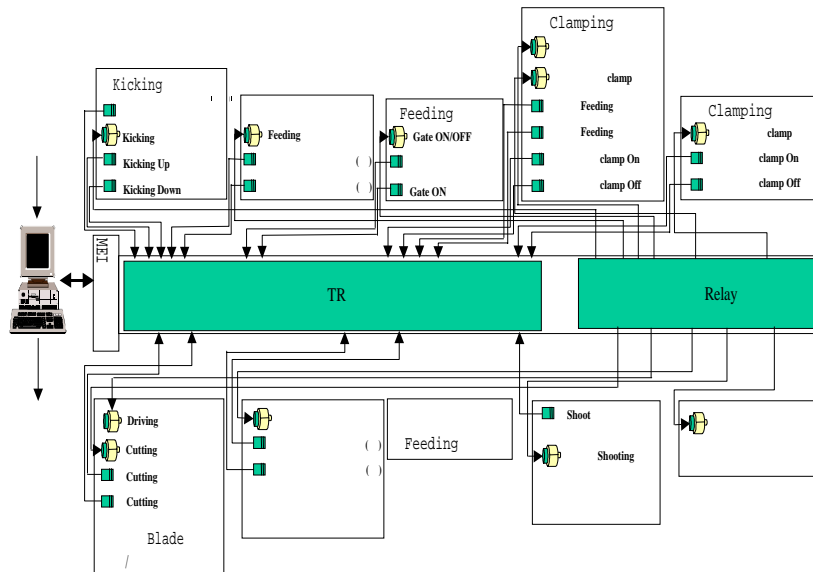 Clamping
clamp
Feeding
Feeding
clamp On
clamp Off
Kicking
Kicking
Kicking Up
Kicking Down
Feeding
( )
( )
Feeding
Gate ON/OFF
Gate ON
Clamping
clamp
clamp On
clamp Off
MEI
TR
Relay
Driving
Cutting
Cutting
Cutting
Blade
/
( )
( )
Feeding
Shoot
Shooting